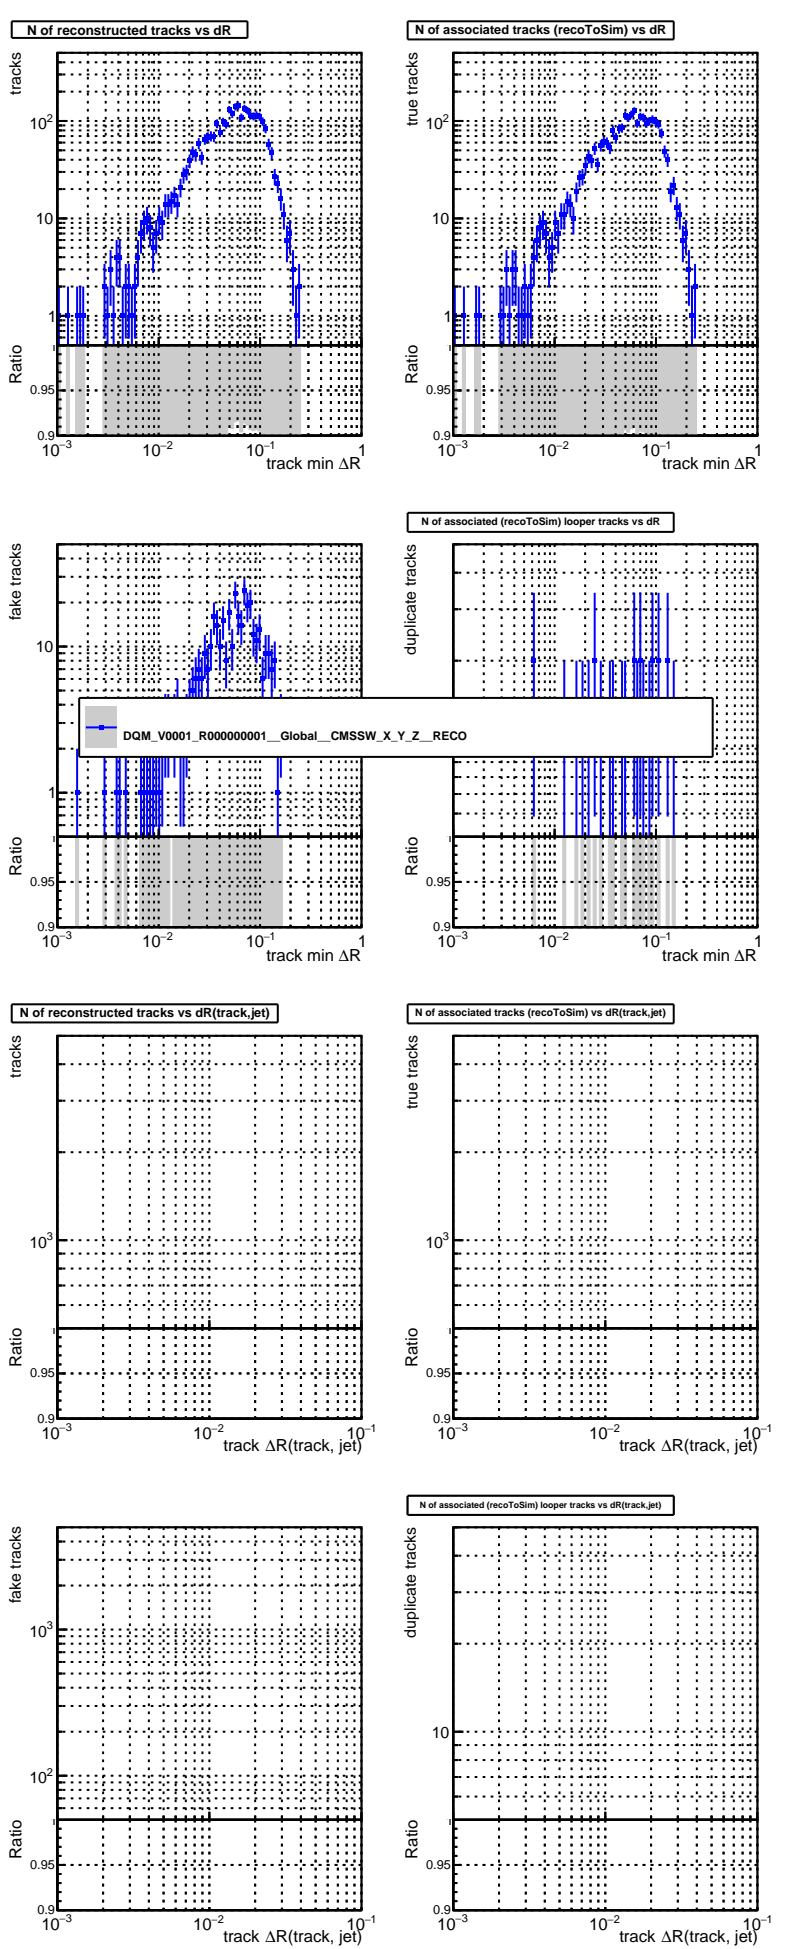 N of reconstructed tracks vs dR
tracks
10²
10
1
Ratio
1
0.95
0.9
10⁻³ 10⁻² 10⁻¹ 1
track min ΔR
N of associated tracks (recoToSim) vs dR
true tracks
10²
10
1
Ratio
1
0.95
0.9
10⁻³ 10⁻² 10⁻¹ 1
track min ΔR
fake tracks
10
1
Ratio
1
0.95
0.9
10⁻³ 10⁻² 10⁻¹ 1
track min ΔR
N of associated (recoToSim) looper tracks vs dR
duplicate tracks
Ratio
1
0.95
0.9
10⁻³ 10⁻² 10⁻¹ 1
track min ΔR
DQM_V0001_R000000001__Global__CMSSW_X_Y_Z__RECO
N of reconstructed tracks vs dR(track,jet)
tracks
10³
Ratio
1
0.95
0.9
10⁻³ 10⁻² 10⁻¹
track ΔR(track, jet)
N of associated tracks (recoToSim) vs dR(track,jet)
true tracks
10³
Ratio
1
0.95
0.9
10⁻³ 10⁻² 10⁻¹
track ΔR(track, jet)
fake tracks
10³
10²
Ratio
1
0.95
0.9
10⁻³ 10⁻² 10⁻¹
track ΔR(track, jet)
N of associated (recoToSim) looper tracks vs dR(track,jet)
duplicate tracks
10
Ratio
1
0.95
0.9
10⁻³ 10⁻² 10⁻¹
track ΔR(track, jet)